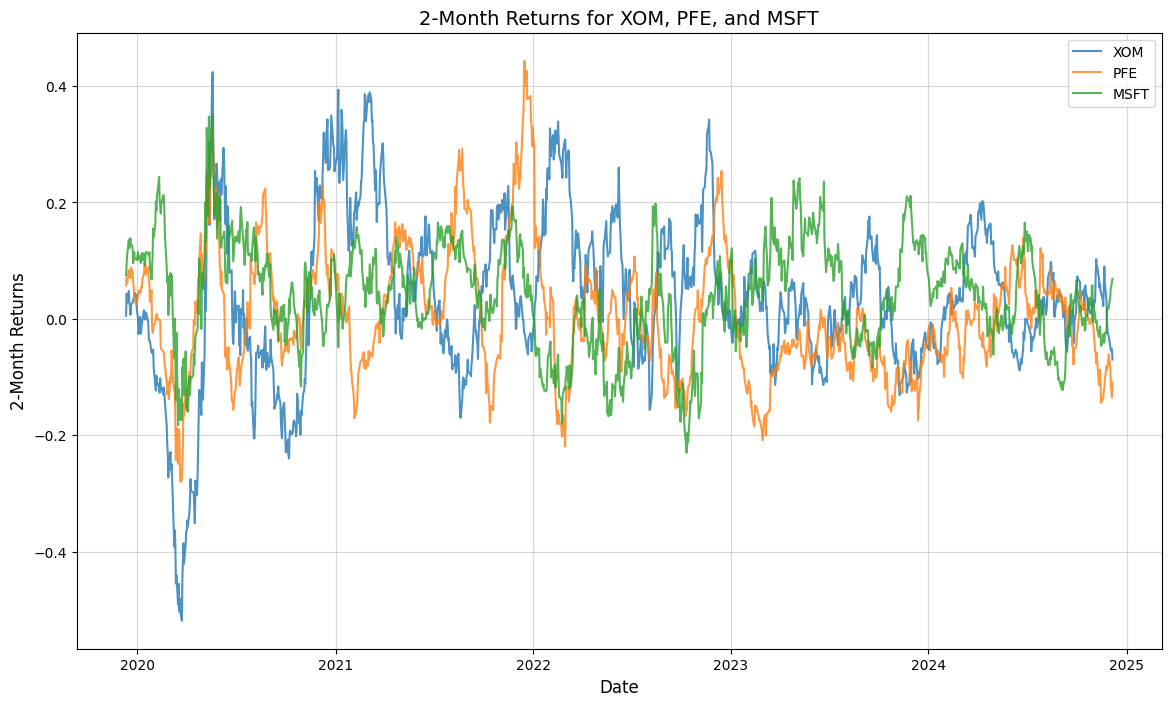 2-Month Returns for XOM, PFE, and MSFT
XOM
PFE
MSFT
2-Month Returns
0.4
0.2
0.0
−0.2
−0.4
2020
2021
2022
2023
2024
2025
Date